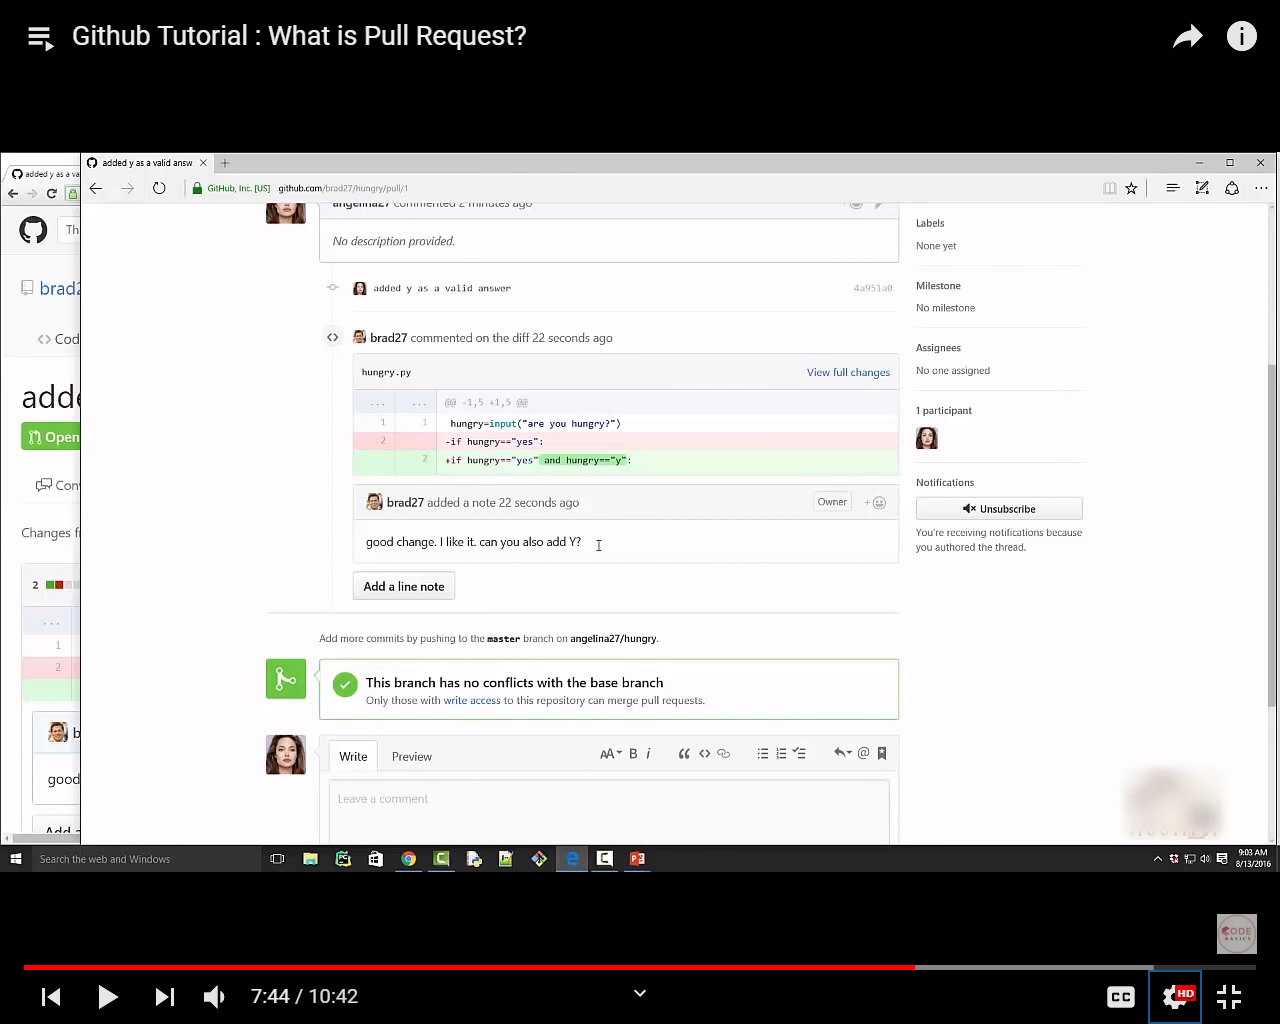 Github Tutorial : What is Pull Request?
added y as a va
added y as a valid answ
GitHub, Inc. [US] github.com/brad27/hungry/pull/1
Th
brad2
Cod
adde
Open
Conv
Changes fr
2
...
1
2
b
good
Add a
angelina27 commented 2 minutes ago
No description provided.
added y as a valid answer 4a951a0
brad27 commented on the diff 22 seconds ago
hungry.py View full changes
... ... @@ -1,5 +1,5 @@
1 1 hungry=input("are you hungry?")
2 -if hungry=="yes":
2 +if hungry=="yes" and hungry=="y":
brad27 added a note 22 seconds ago Owner +
good change. I like it. can you also add Y?
Add a line note
Add more commits by pushing to the master branch on angelina27/hungry.
This branch has no conflicts with the base branch
Only those with write access to this repository can merge pull requests.
Write Preview AA B i
Leave a comment
Labels
None yet
Milestone
No milestone
Assignees
No one assigned
1 participant
Notifications
Unsubscribe
You're receiving notifications because
you authored the thread.
Search the web and Windows
9:03 AM
8/13/2016
CODE
BASICS
7:44 / 10:42
CC
HD